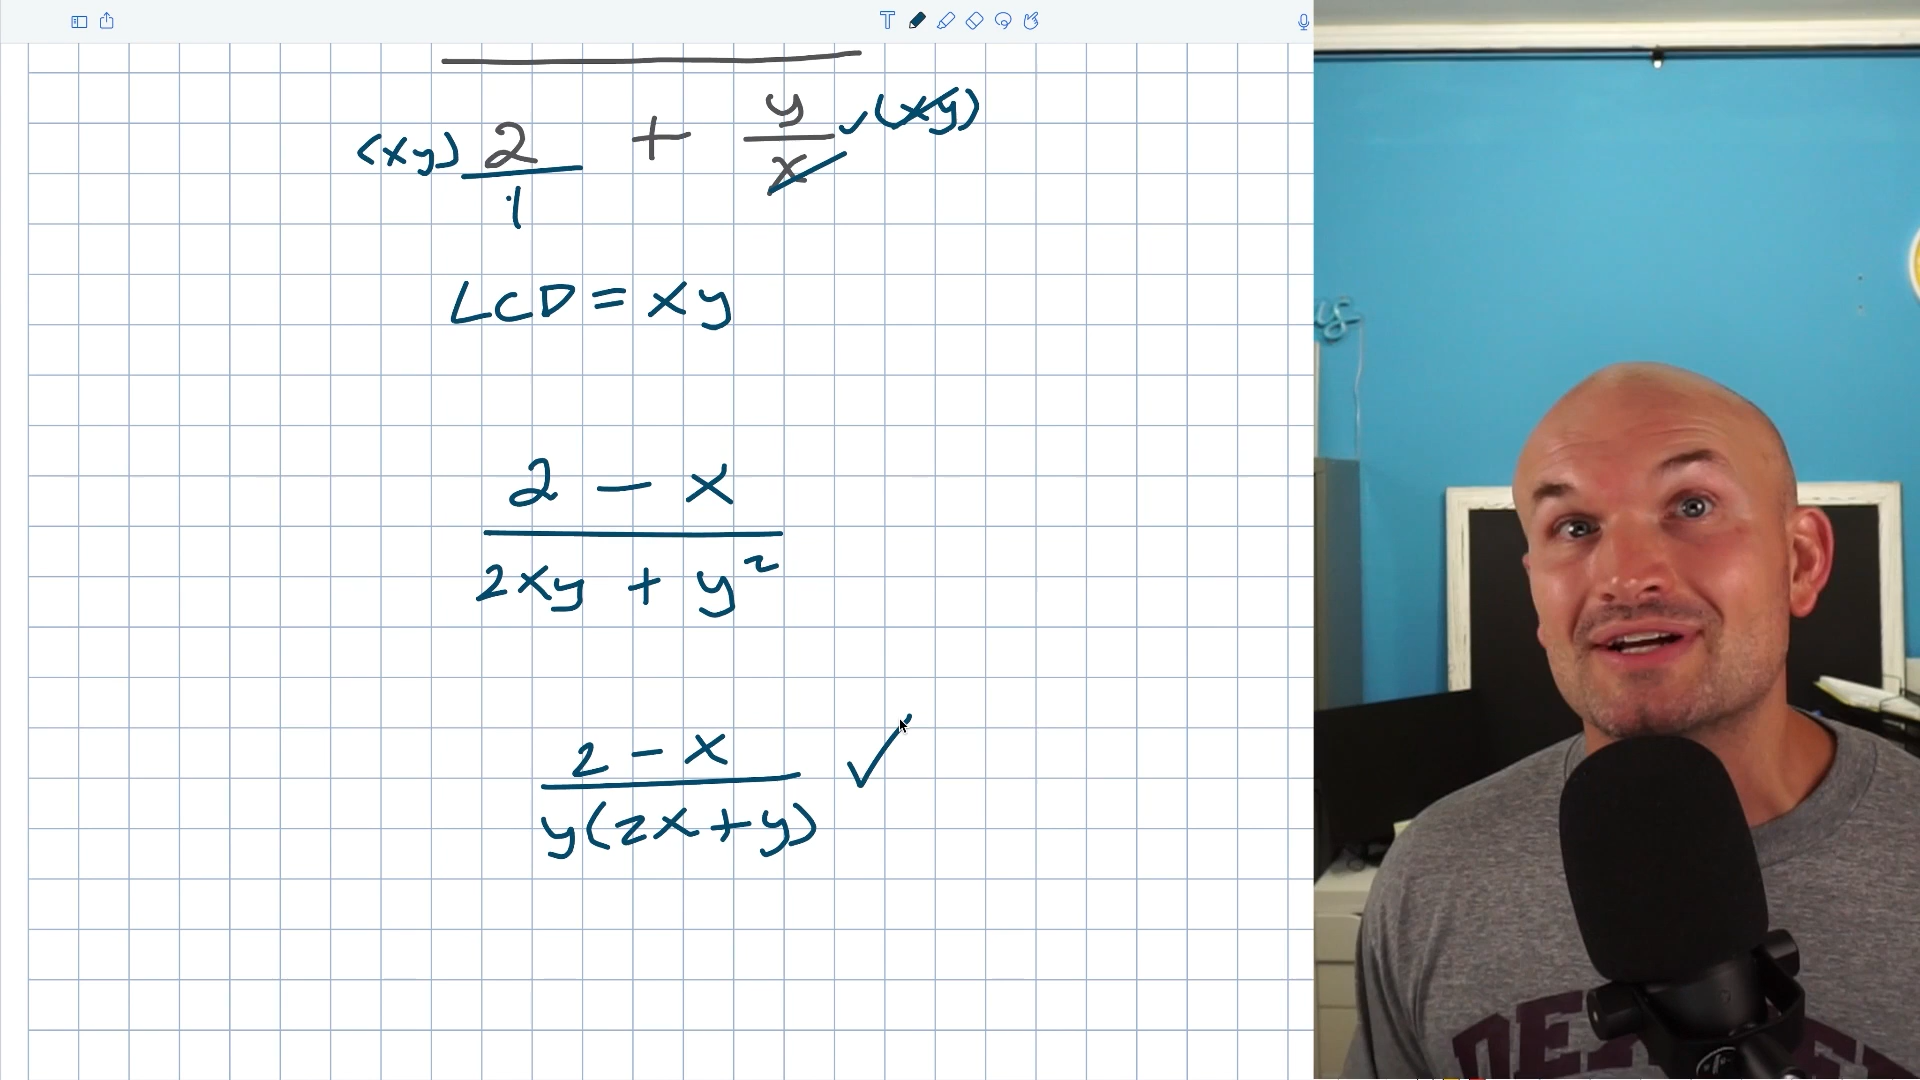 (xy) 2/1 + y/x (xy)
LCD = xy
2 - x
2xy + y²
2 - x ✓
y(2x+y)